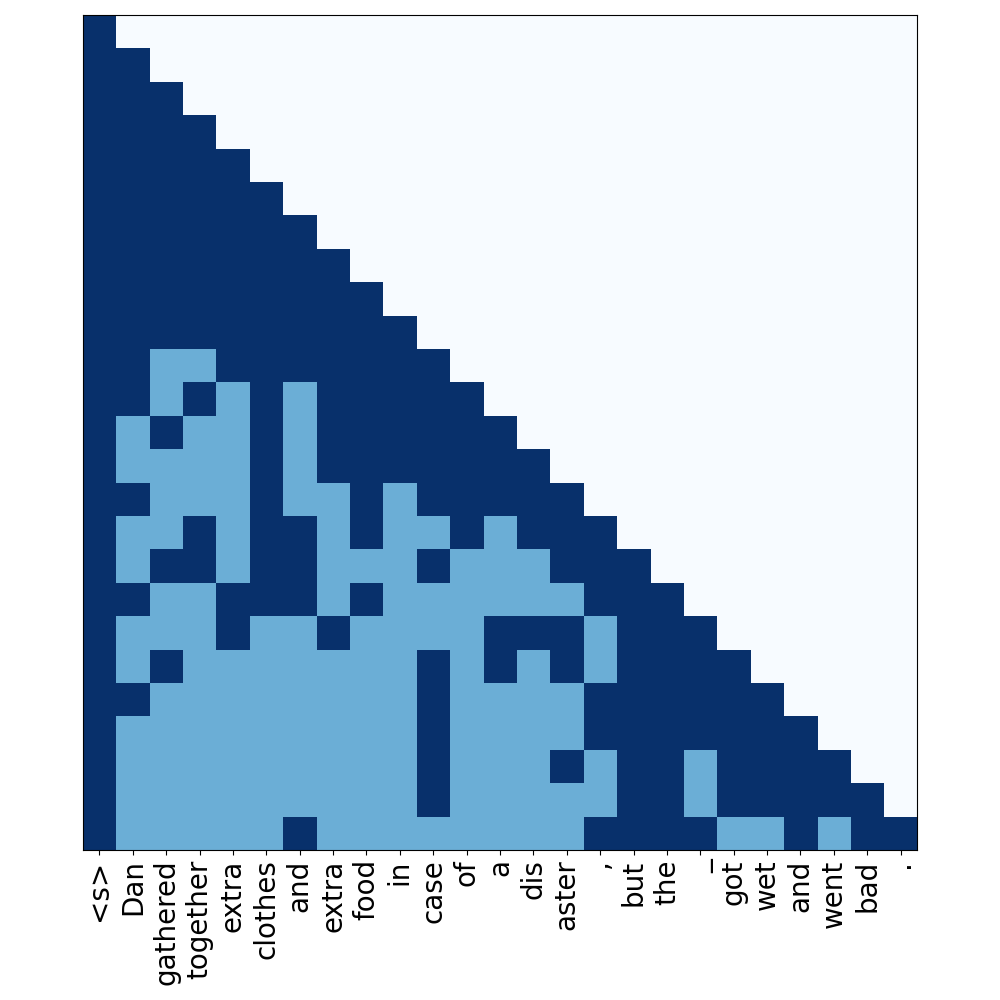 <s>
Dan
gathered
together
extra
clothes
and
extra
food
in
case
of
a
dis
aster
,
but
the
_
got
wet
and
went
bad
.